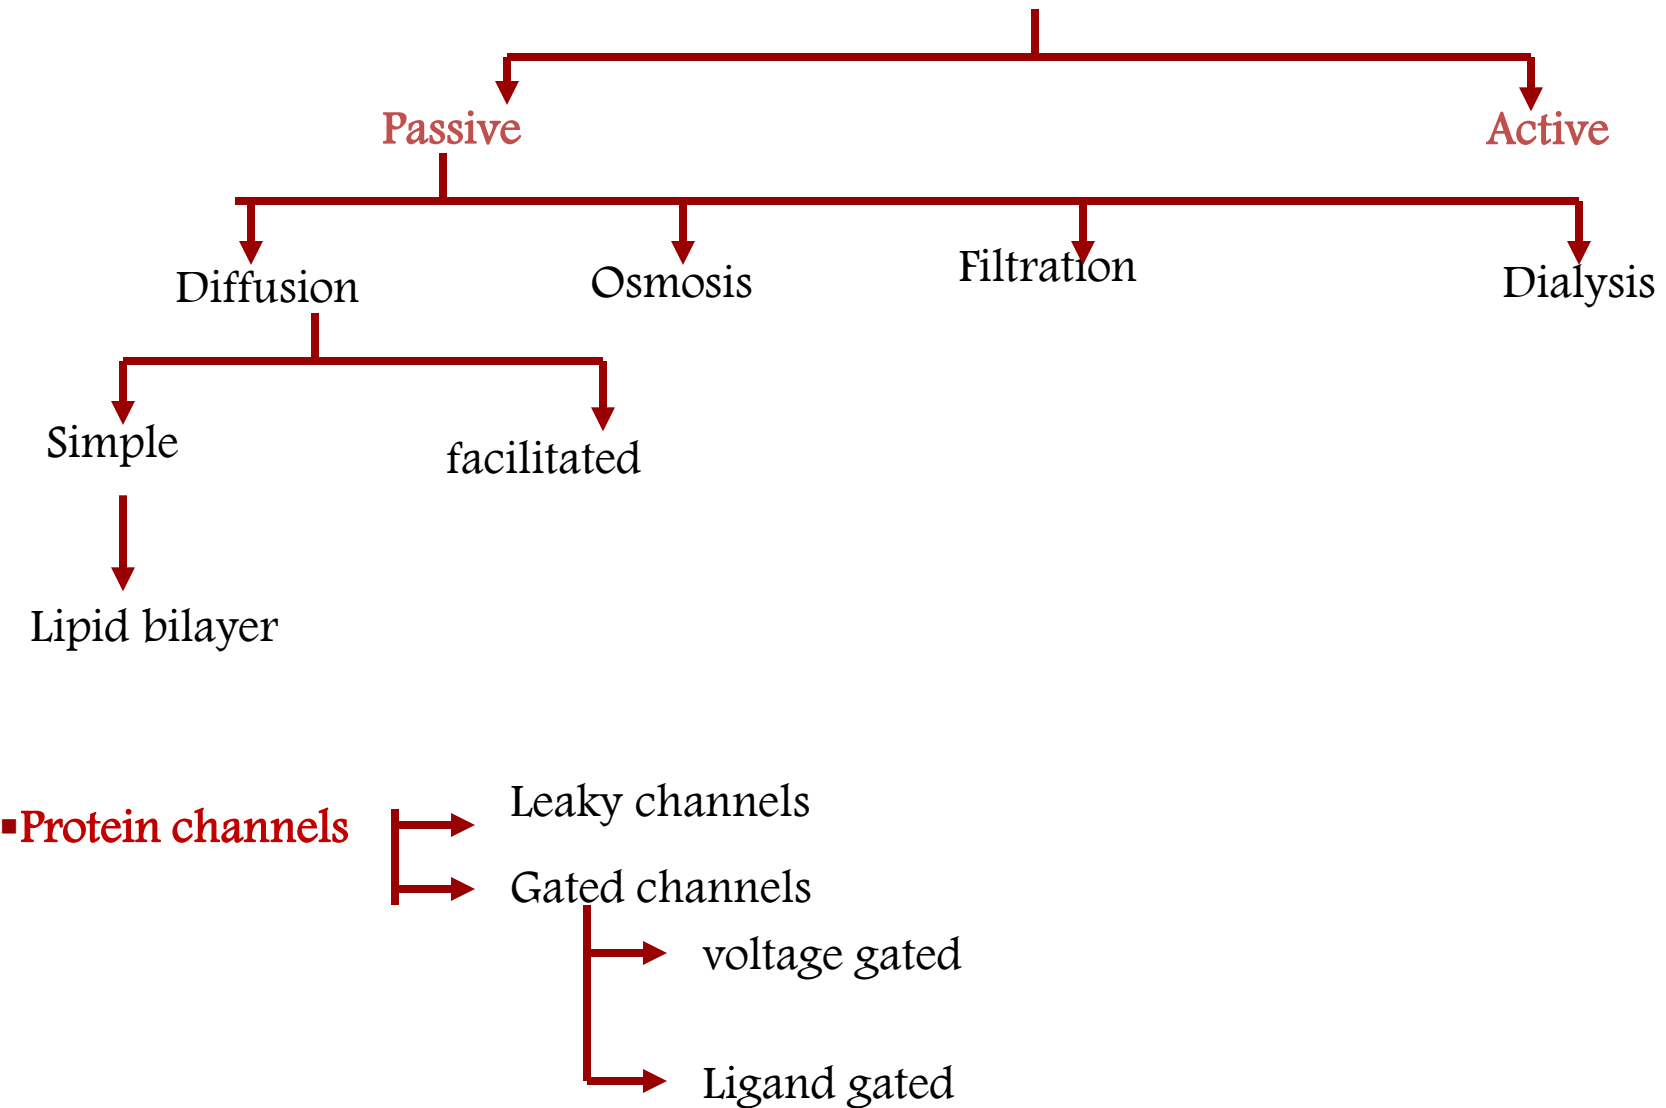 Passive
Active
Diffusion
Osmosis
Filtration
Dialysis
Simple
facilitated
Lipid bilayer
▪Protein channels
Leaky channels
Gated channels
voltage gated
Ligand gated